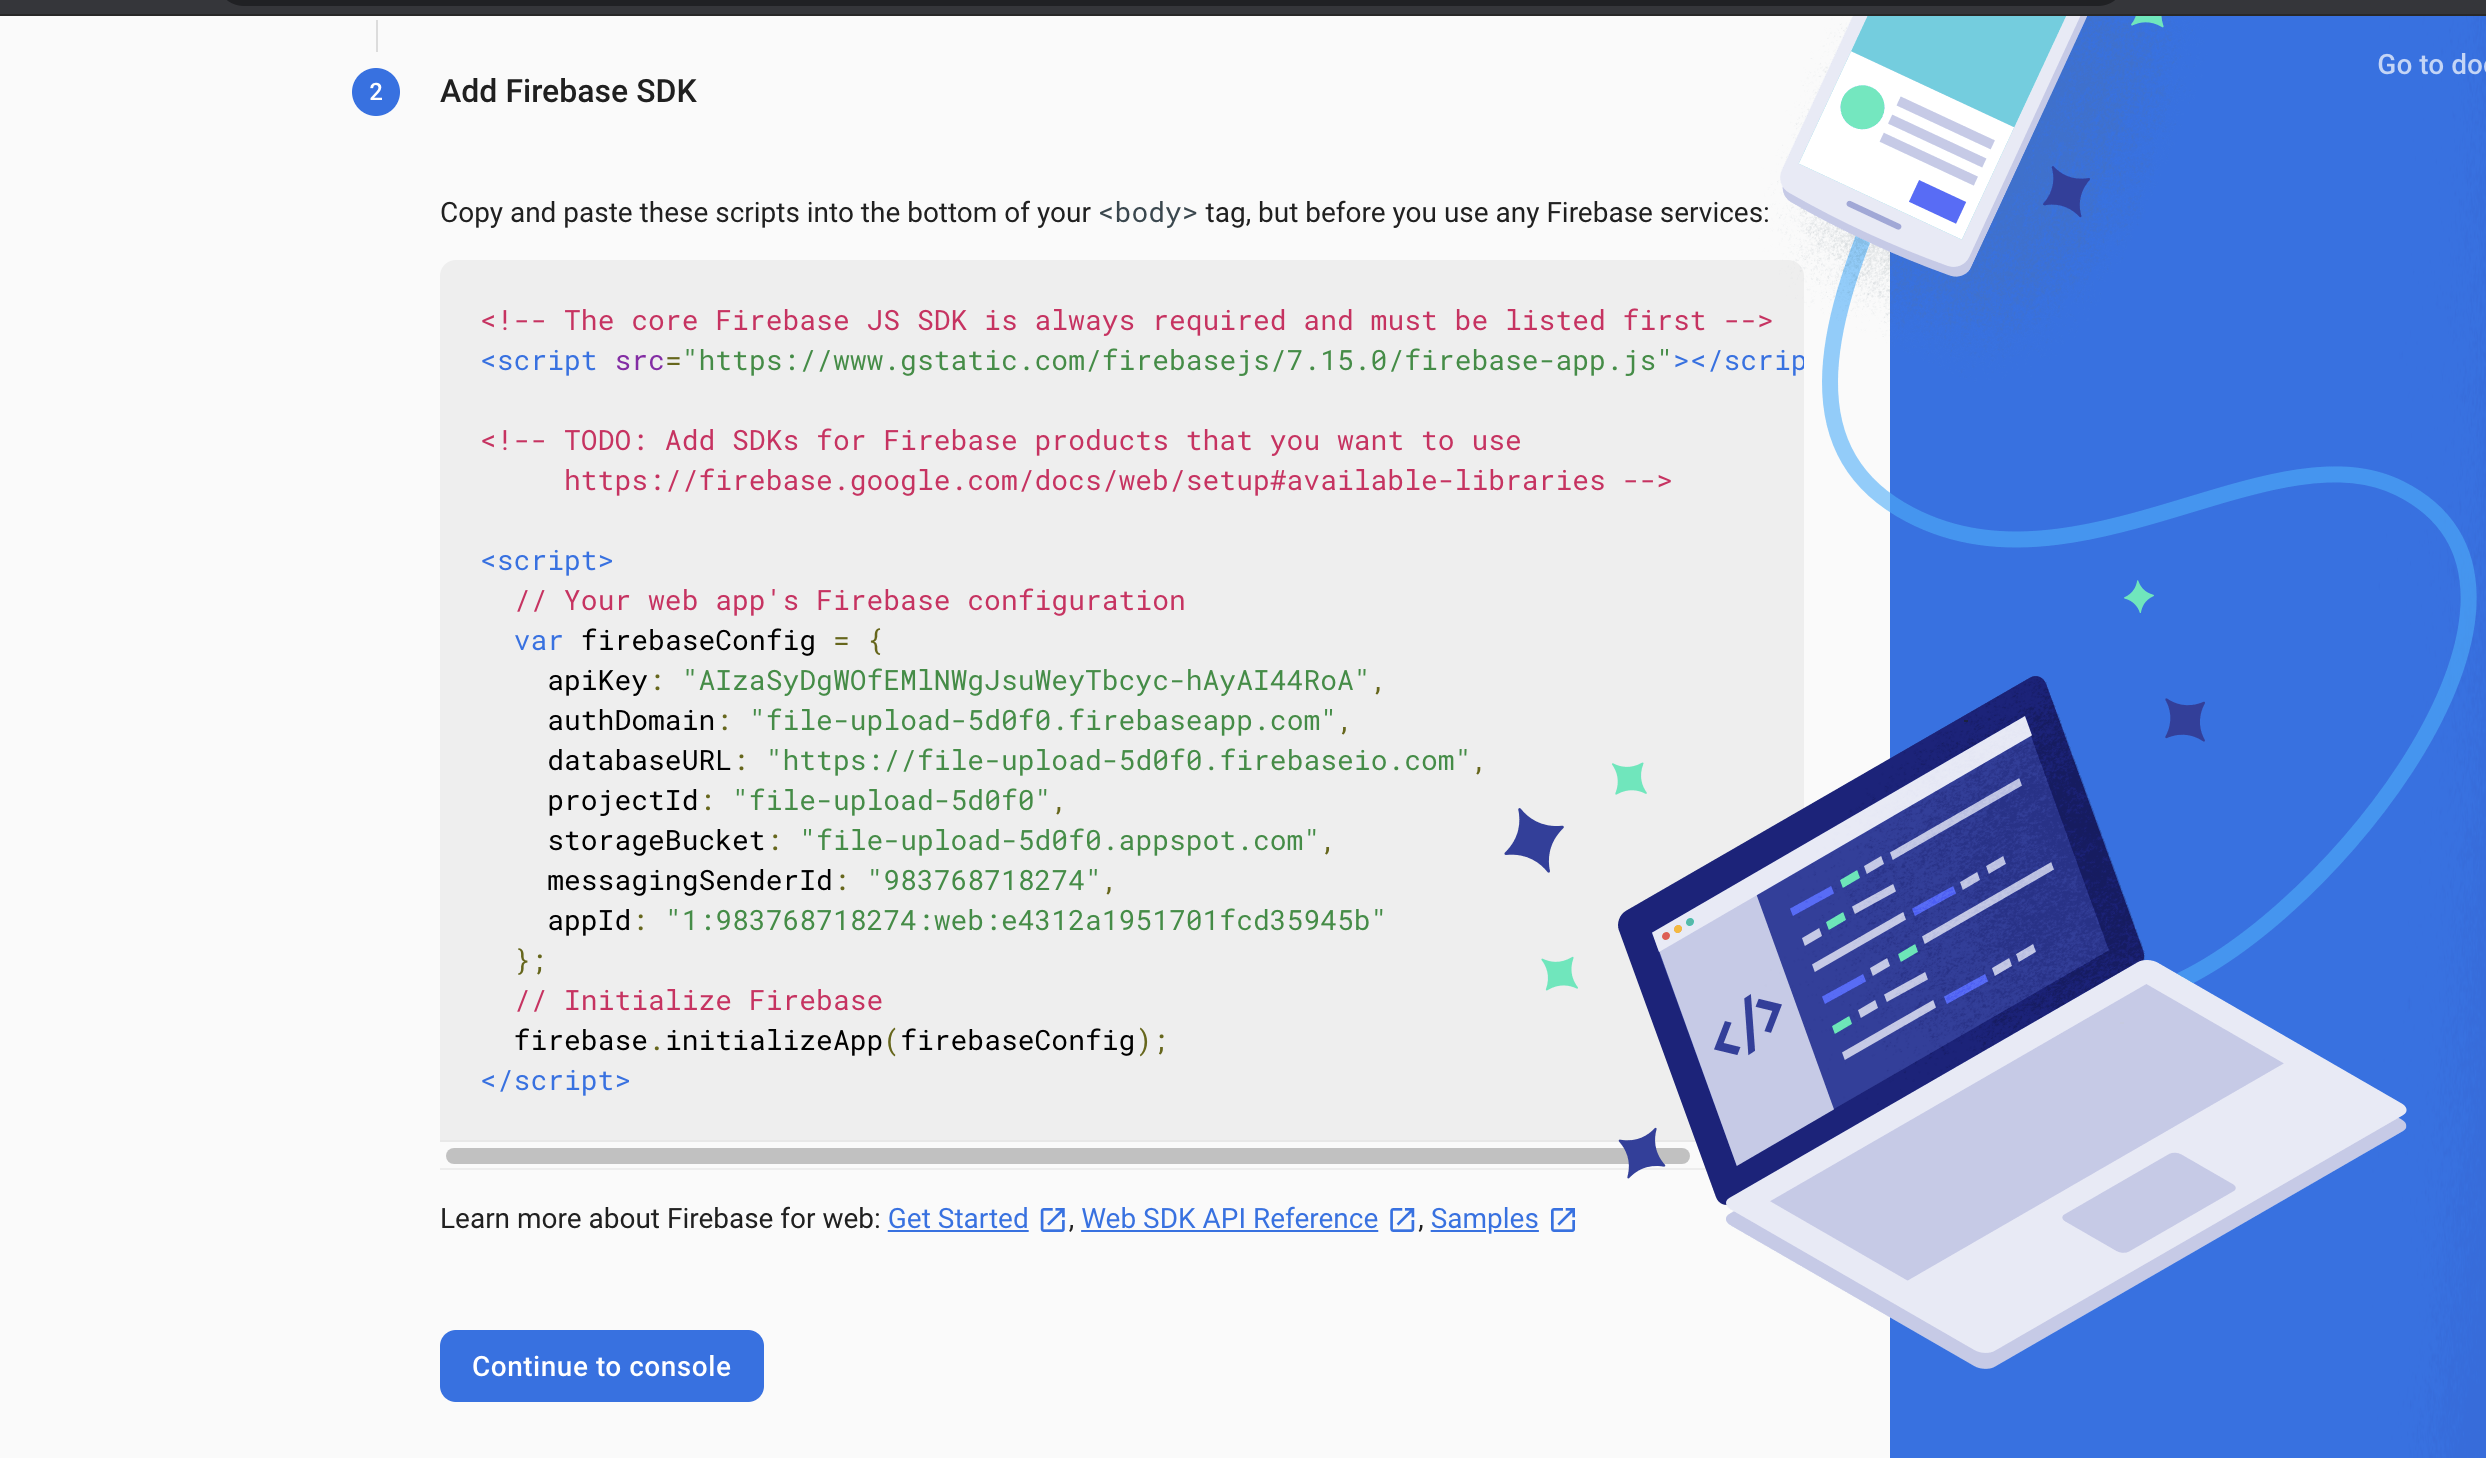 Go to
2
Add Firebase SDK
Copy and paste these scripts into the bottom of your <body> tag, but before you use any Firebase services:
<!-- The core Firebase JS SDK is always required and must be listed first -->
<script src="https://www.gstatic.com/firebasejs/7.15.0/firebase-app.js"></scrip
<!-- TODO: Add SDKs for Firebase products that you want to use
https://firebase.google.com/docs/web/setup#available-libraries -->
<script>
// Your web app's Firebase configuration
var firebaseConfig = {
apiKey: "AIzaSyDgWOfEMlNWgJsuWeyTbcyc-hAyAI44RoA",
authDomain: "file-upload-5d0f0.firebaseapp.com",
databaseURL: "https://file-upload-5d0f0.firebaseio.com",
projectId: "file-upload-5d0f0",
storageBucket: "file-upload-5d0f0.appspot.com",
messagingSenderId: "983768718274",
appId: "1:983768718274:web:e4312a1951701fcd35945b"
};
// Initialize Firebase
firebase.initializeApp(firebaseConfig);
</script>
</>
Learn more about Firebase for web: Get Started, Web SDK API Reference, Samples
Continue to console